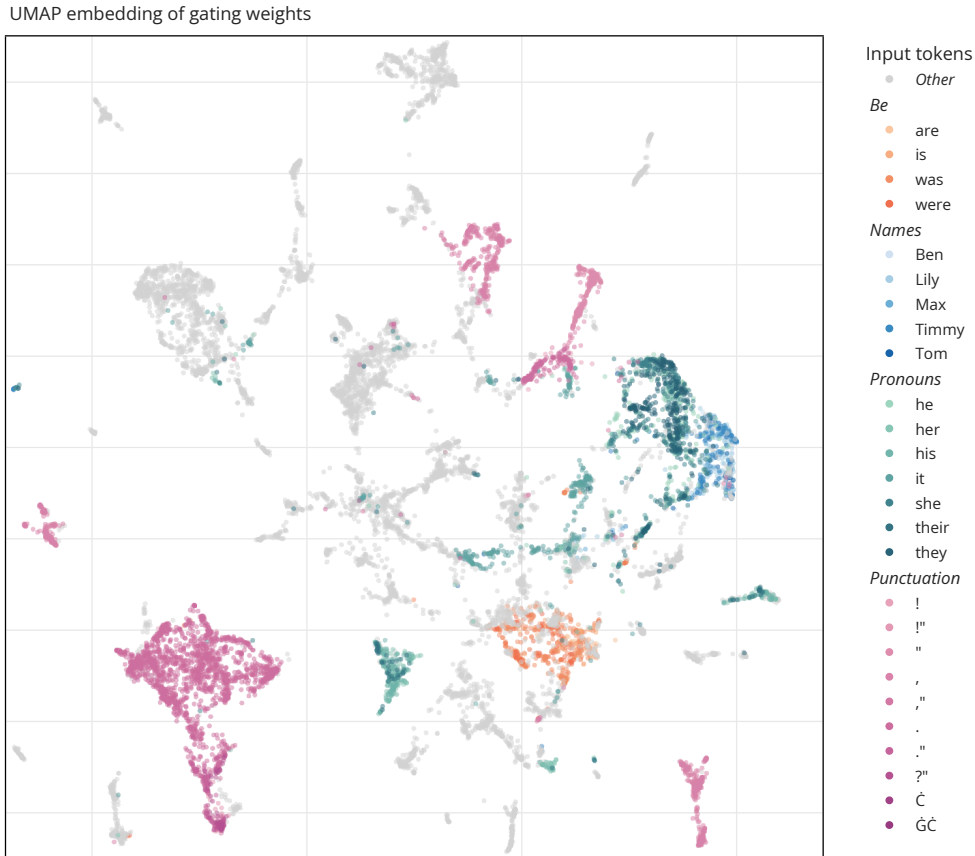 UMAP embedding of gating weights
Input tokens
Other
Be
are
is
was
were
Names
Ben
Lily
Max
Timmy
Tom
Pronouns
he
her
his
it
she
their
they
Punctuation
!
!"
"
,
,"
.
."
?"
Ċ
ĠĊ